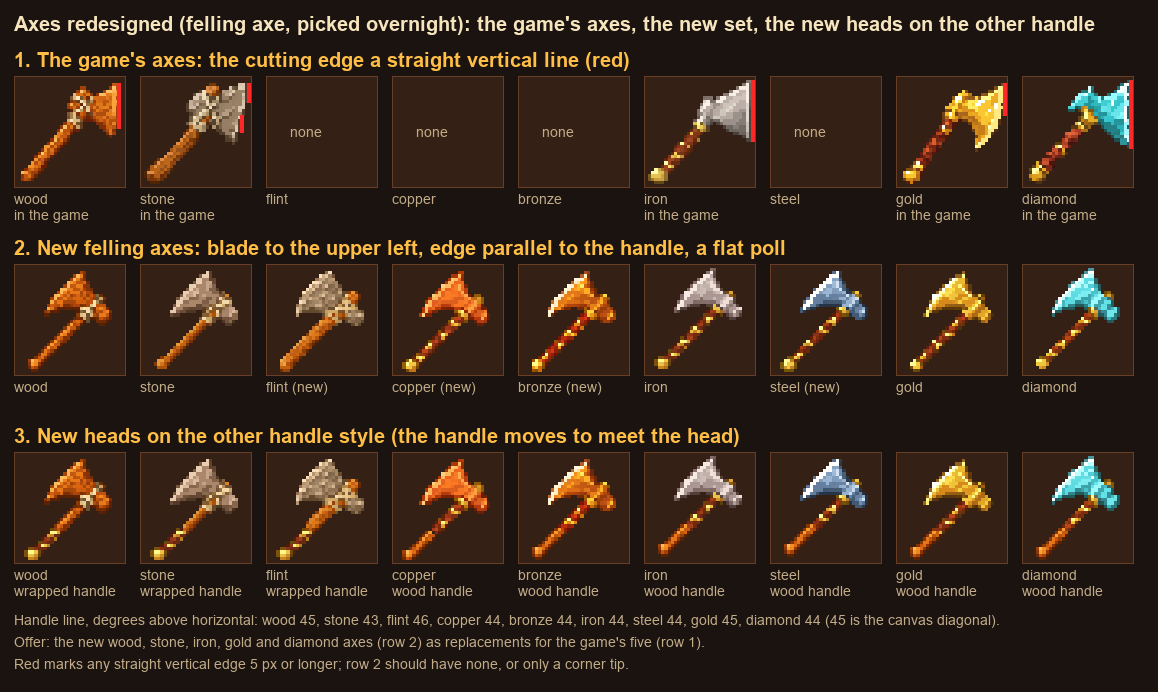 Axes redesigned (felling axe, picked overnight): the game's axes, the new set, the new heads on the other handle
1. The game's axes: the cutting edge a straight vertical line (red)
none none none none
wood stone flint copper bronze iron steel gold diamond
in the game in the game in the game in the game in the game
2. New felling axes: blade to the upper left, edge parallel to the handle, a flat poll
wood stone flint (new) copper (new) bronze (new) iron steel (new) gold diamond
3. New heads on the other handle style (the handle moves to meet the head)
wood stone flint copper bronze iron steel gold diamond
wrapped handle wrapped handle wrapped handle wood handle wood handle wood handle wood handle wood handle wood handle
Handle line, degrees above horizontal: wood 45, stone 43, flint 46, copper 44, bronze 44, iron 44, steel 44, gold 45, diamond 44 (45 is the canvas diagonal).
Offer: the new wood, stone, iron, gold and diamond axes (row 2) as replacements for the game's five (row 1).
Red marks any straight vertical edge 5 px or longer; row 2 should have none, or only a corner tip.